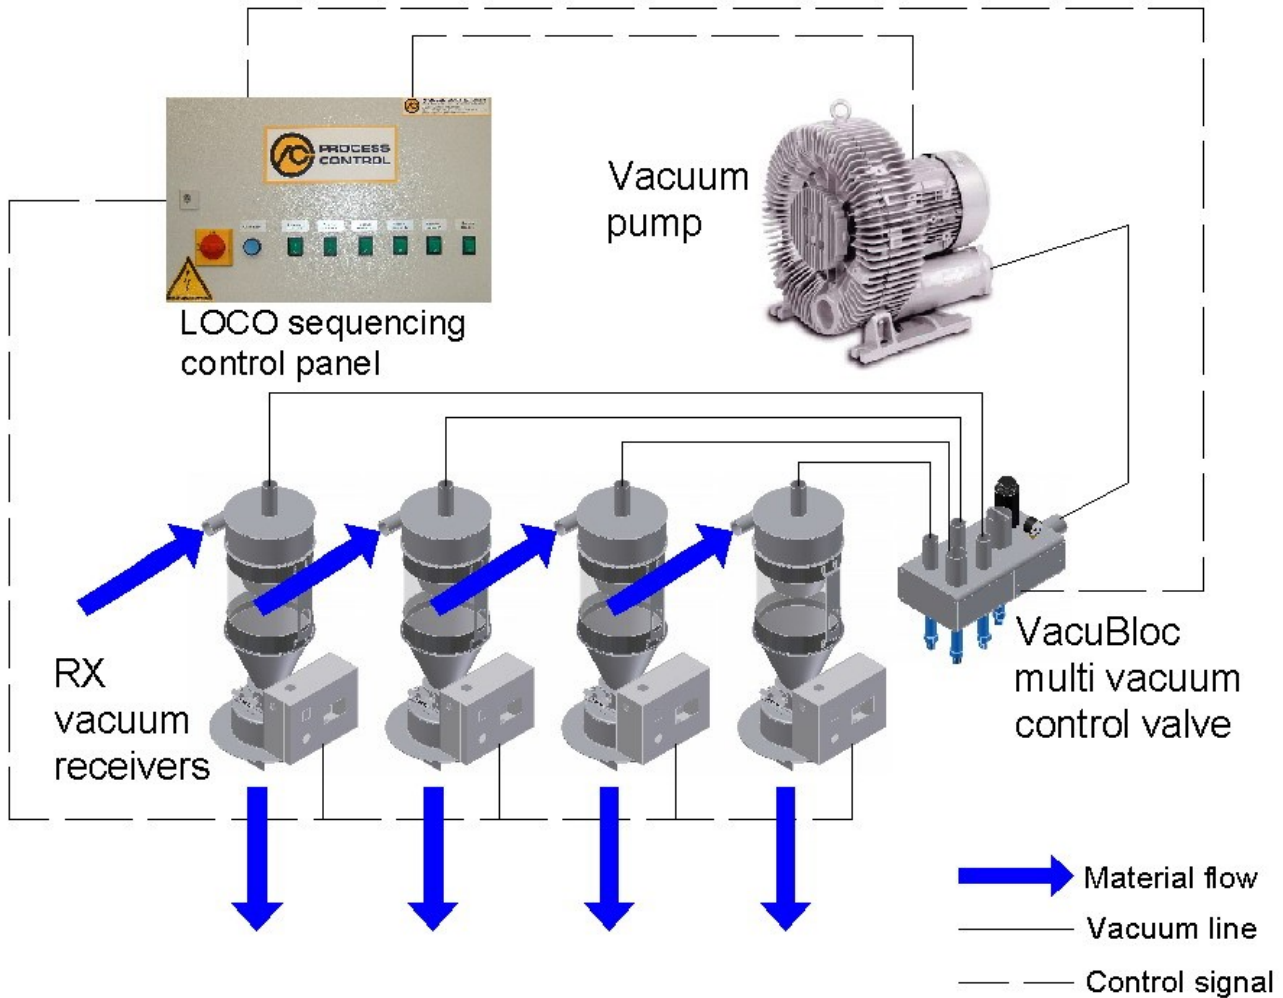 PROCESS
CONTROL
Vacuum
pump
LOCO sequencing
control panel
RX
vacuum
receivers
VacuBloc
multi vacuum
control valve
Material flow
Vacuum line
Control signal